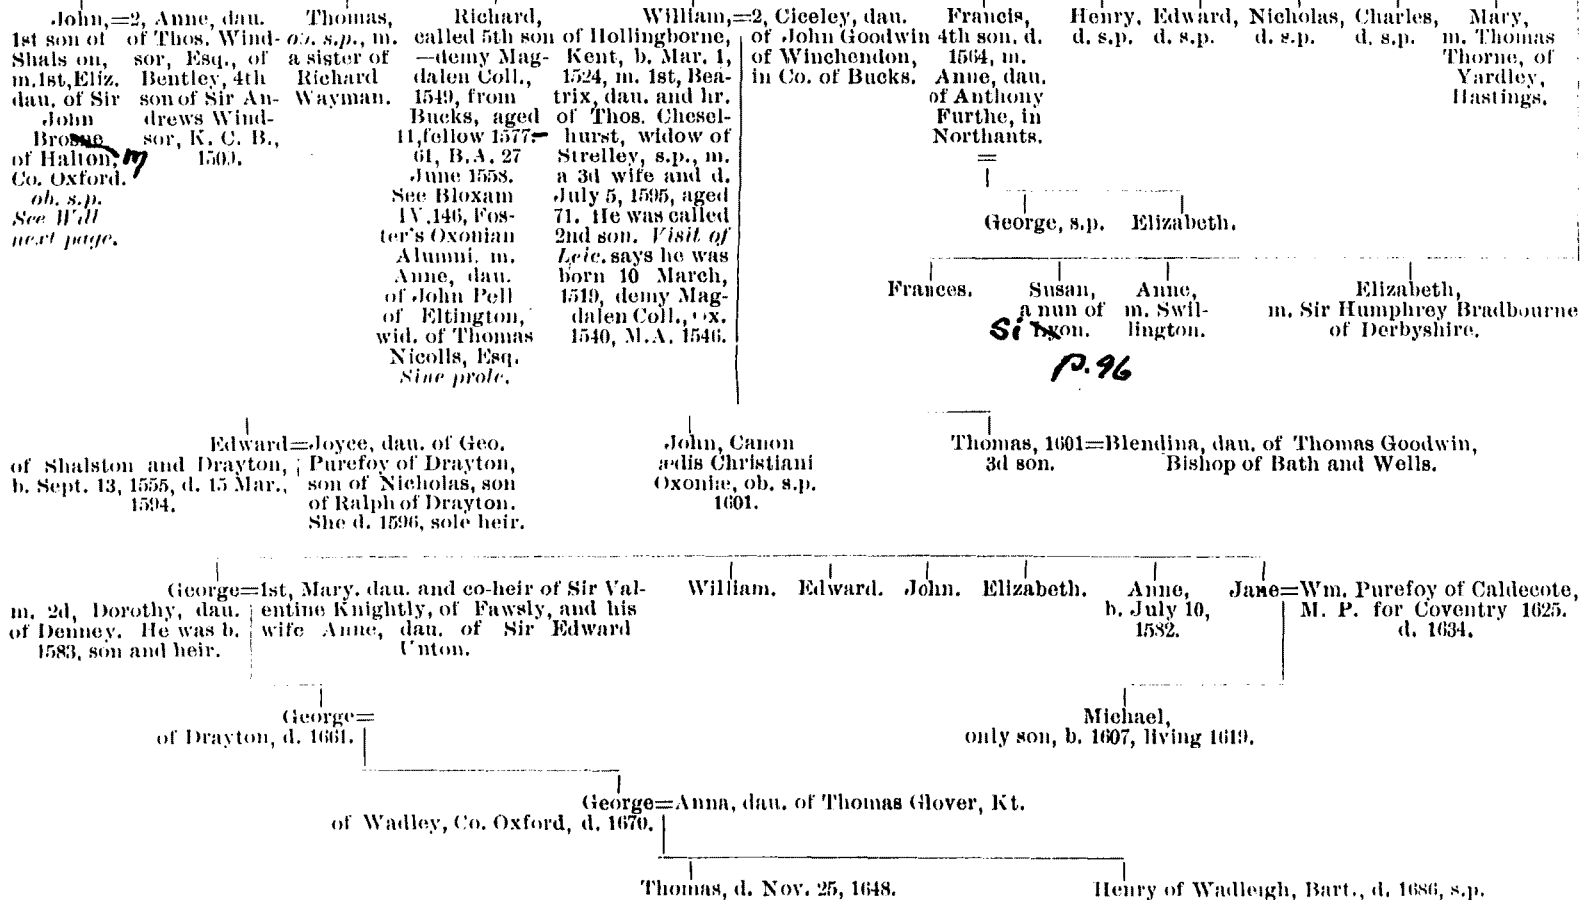 John,=2, Anne, dau.
1st son of of Thos. Wind-
Shals on, sor, Esq., of
m.1st, Eliz. Bentley, 4th
dau. of Sir son of Sir An-
John drews Wind-
Brosne sor, K. C. B.,
of Halton, m 1509.
Co. Oxford.
ob. s.p.
See Will
next page.
Thomas,
ob. s.p., m.
a sister of
Richard
Wayman.
Richard,
called 5th son
—demy Mag-
dalen Coll.,
1549, from
Bucks, aged
11, fellow 1577-
61, B.A. 27
June 1558.
See Bloxam
IV.146, Fos-
ter's Oxonian
Alumni. m.
Anne, dau.
of John Pell
of Eltington,
wid. of Thomas
Nicolls, Esq.
Sine prole.
William,=2, Ciceley, dau.
of Hollingborne, of John Goodwin
Kent, b. Mar. 1, of Winchendon,
1524, m. 1st, Bea- in Co. of Bucks.
trix, dau. and hr.
of Thos. Chesel-
hurst, widow of
Strelley, s.p., m.
a 3d wife and d.
July 5, 1595, aged
71. He was called
2nd son. Visit of
Leic. says he was
born 10 March,
1519, demy Mag-
dalen Coll., Ox.
1540, M.A. 1546.
Francis,
4th son, d.
1564, m.
Anne, dau.
of Anthony
Furthe, in
Northants.
=
Henry, Edward, Nicholas, Charles,
d. s.p. d. s.p. d. s.p. d. s.p.
Mary,
m. Thomas
Thorne, of
Yardley,
Hastings.
George, s.p. Elizabeth.
Frances. Susan, Anne, Elizabeth,
a nun of m. Swil- m. Sir Humphrey Bradbourne
Si yon. lington. of Derbyshire.
p. 96
Edward=Joyce, dau. of Geo.
of Shalston and Drayton, Purefoy of Drayton,
b. Sept. 13, 1555, d. 15 Mar., son of Nicholas, son
1594. of Ralph of Drayton.
She d. 1596, sole heir.
John, Canon
ædis Christiani
Oxoniæ, ob. s.p.
1601.
Thomas, 1601=Blendina, dau. of Thomas Goodwin,
3d son. Bishop of Bath and Wells.
George=1st, Mary. dau. and co-heir of Sir Val-
m. 2d, Dorothy, dau. entine Knightly, of Fawsly, and his
of Denney. He was b. wife Anne, dau. of Sir Edward
1583, son and heir. Unton.
William. Edward. John. Elizabeth. Anne,
b. July 10,
1582.
Jane=Wm. Purefoy of Caldecote,
M. P. for Coventry 1625.
d. 1634.
George=
of Drayton, d. 1661.
Michael,
only son, b. 1607, living 1619.
George=Anna, dau. of Thomas Glover, Kt.
of Wadley, Co. Oxford, d. 1670.
Thomas, d. Nov. 25, 1648. Henry of Wadleigh, Bart., d. 1686, s.p.